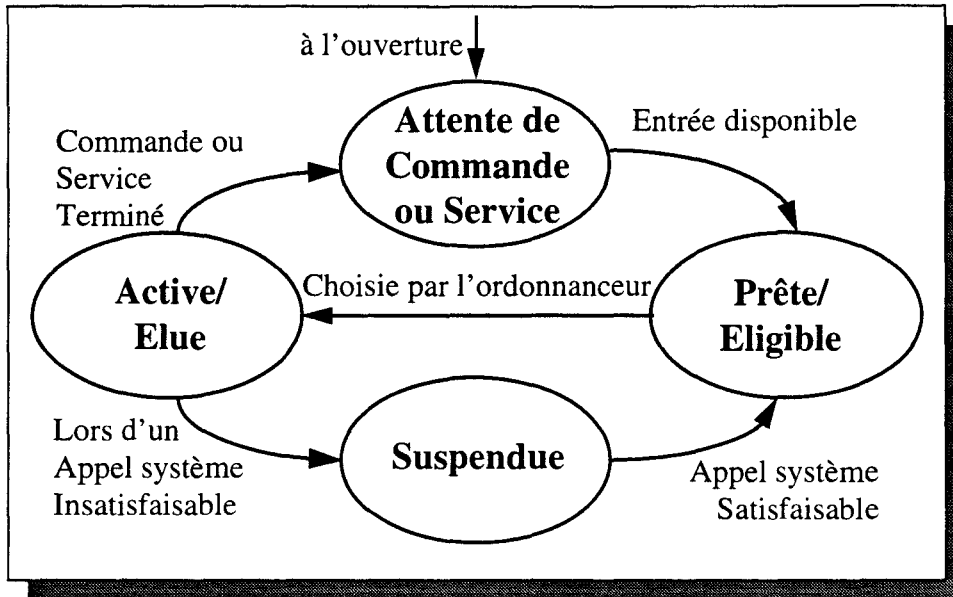 à l'ouverture
Attente de
Commande
ou Service
Entrée disponible
Commande ou
Service
Terminé
Active/
Elue
Choisie par l'ordonnanceur
Prête/
Eligible
Lors d'un
Appel système
Insatisfaisable
Suspendue
Appel système
Satisfaisable